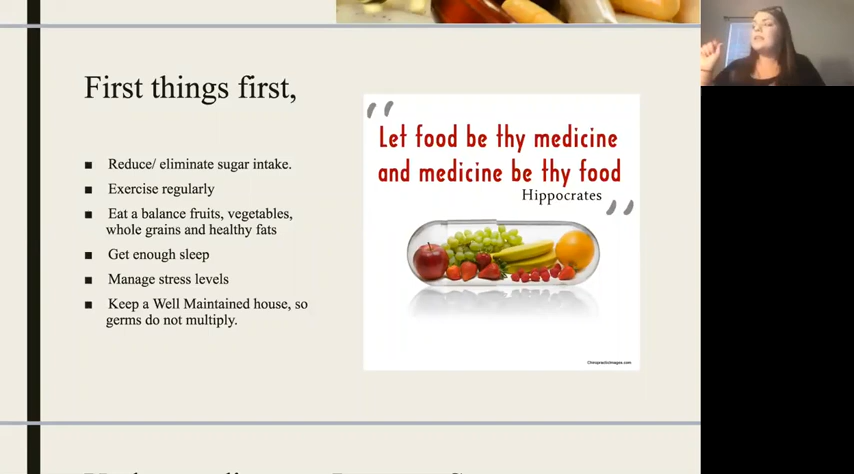 First things first,
■ Reduce/ eliminate sugar intake.
■ Exercise regularly
■ Eat a balance fruits, vegetables,
whole grains and healthy fats
■ Get enough sleep
■ Manage stress levels
■ Keep a Well Maintained house, so
germs do not multiply.
"Let food be thy medicine
and medicine be thy food
Hippocrates"
Chiropracticimages.com